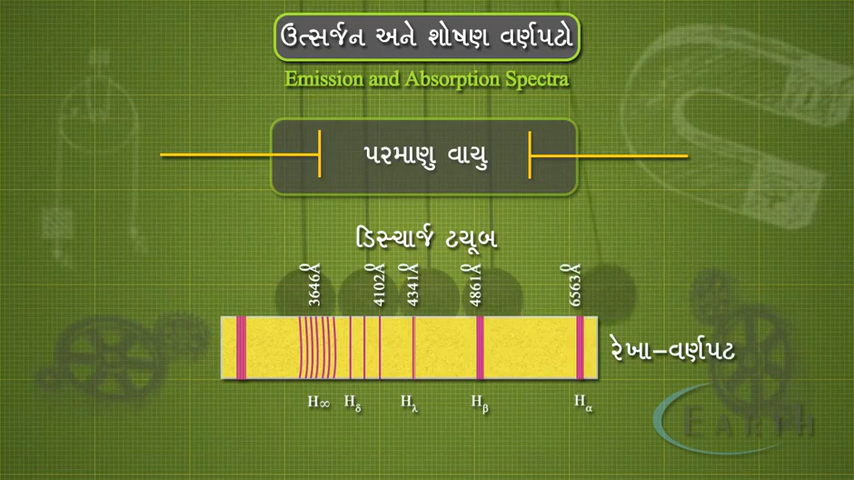 ઉત્સર્જન અને શોષણ વર્ણપટો
Emission and Absorption Spectra
પરમાણુ વાયુ
ડિસ્ચાર્જ ટ્યૂબ
3646Å 4102Å 4341Å 4861Å 6563Å
રેખા-વર્ણપટ
H∞ Hδ Hλ Hβ Hα
EARTH